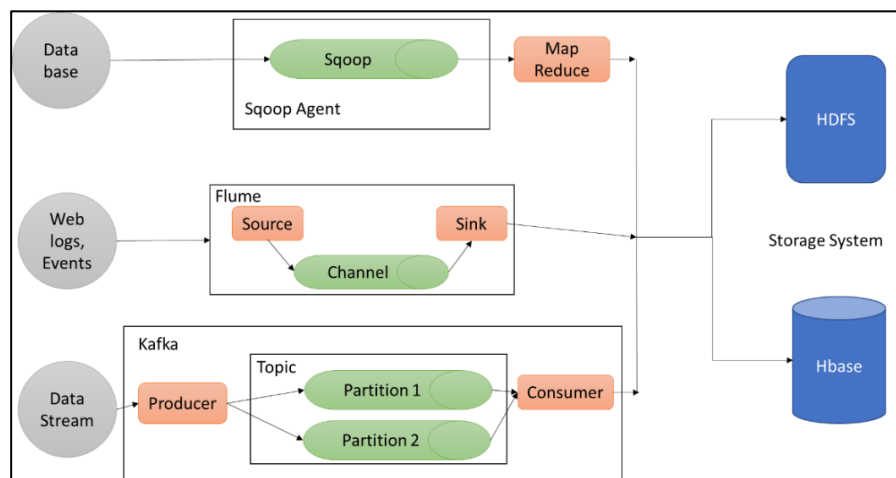 Data
base
Sqoop
Sqoop Agent
Map
Reduce
HDFS
Web
logs,
Events
Flume
Source
Sink
Channel
Storage System
Data
Stream
Kafka
Producer
Topic
Partition 1
Partition 2
Consumer
Hbase